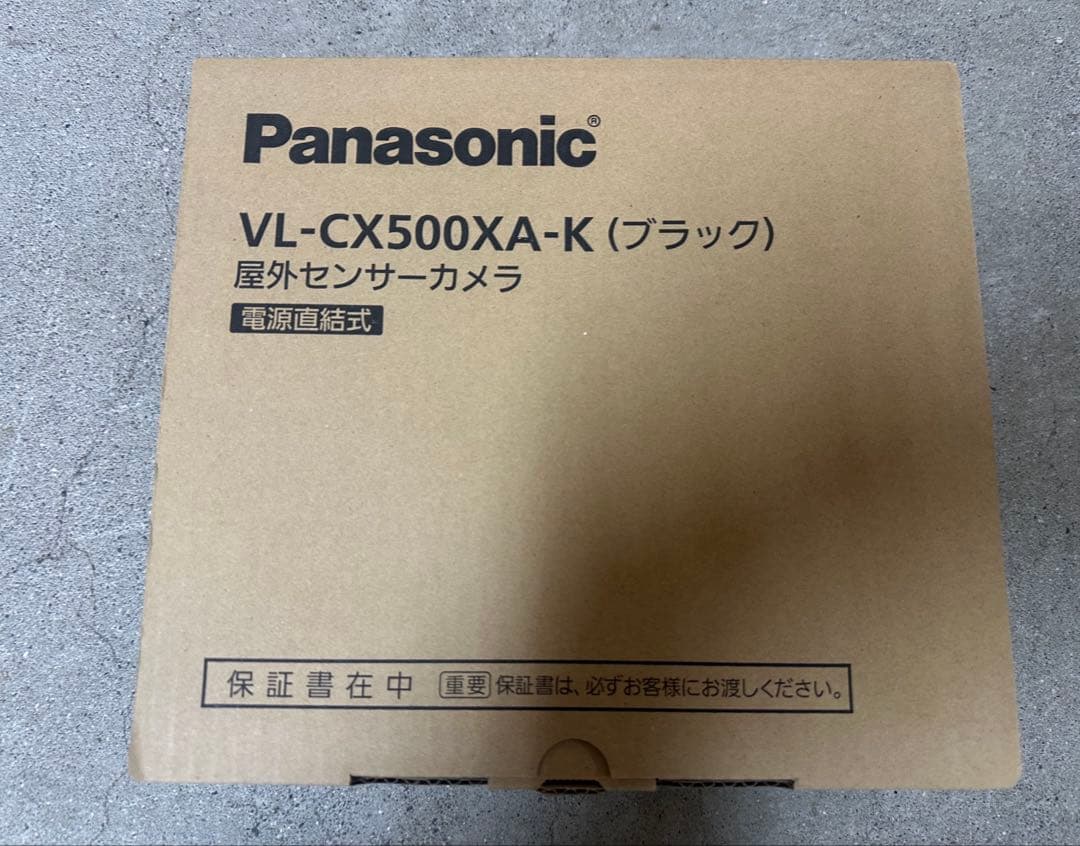 Panasonic®
VL-CX500XA-K (ブラック)
屋外センサーカメラ
電源直結式
保証書在中 重要 保証書は、必ずお客様にお渡しください。